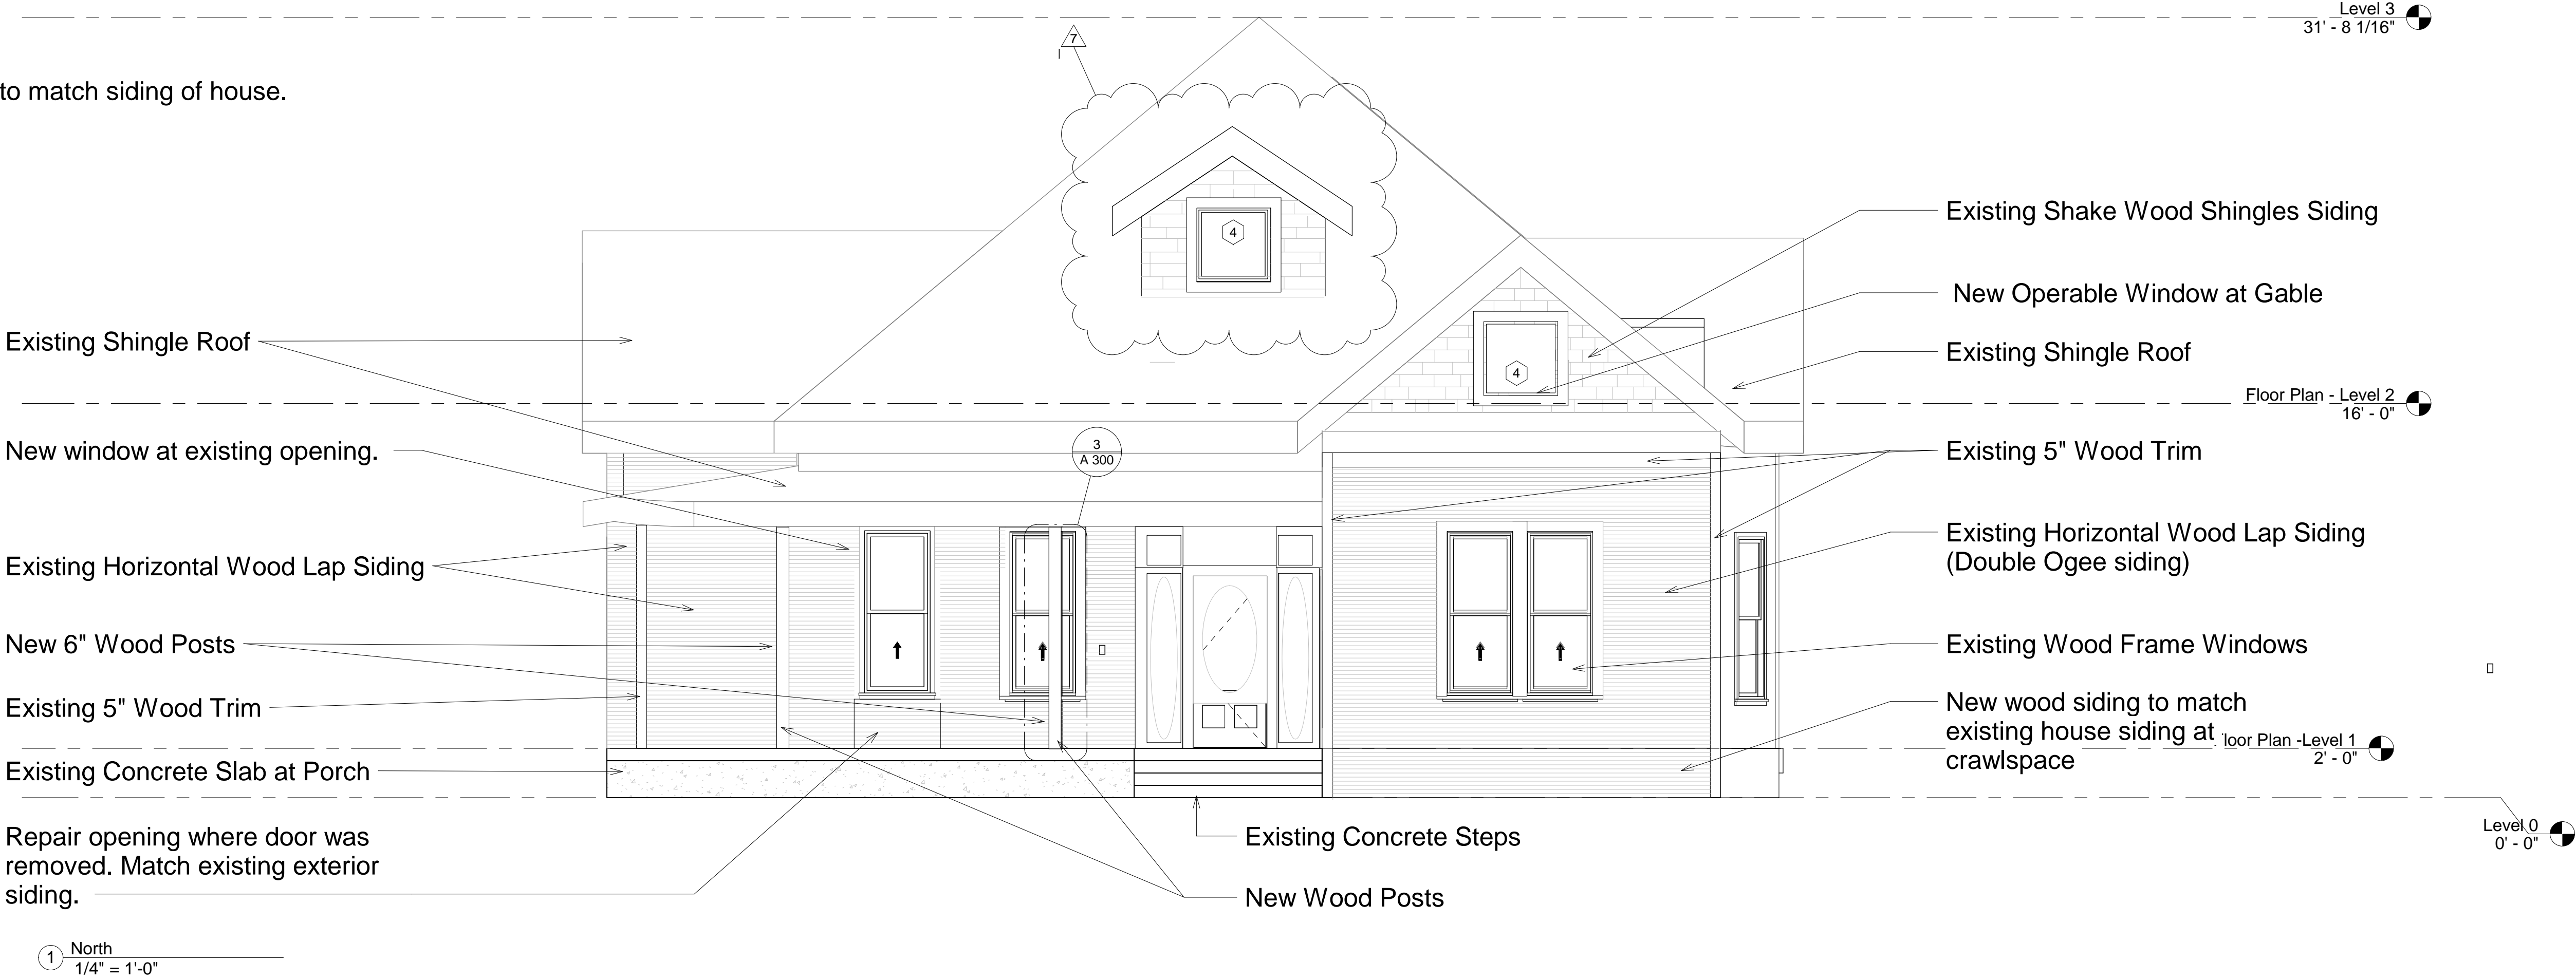 Level 3
31' - 8 1/16"
7
to match siding of house.
4
Existing Shake Wood Shingles Siding
New Operable Window at Gable
Existing Shingle Roof
Existing Shingle Roof
4
Floor Plan - Level 2
16' - 0"
3
A 300
New window at existing opening.
Existing 5" Wood Trim
Existing Horizontal Wood Lap Siding
(Double Ogee siding)
Existing Horizontal Wood Lap Siding
New 6" Wood Posts
Existing Wood Frame Windows
Existing 5" Wood Trim
New wood siding to match
existing house siding at
crawlspace
loor Plan -Level 1
2' - 0"
Existing Concrete Slab at Porch
Repair opening where door was
removed. Match existing exterior
siding.
Existing Concrete Steps
Level 0
0' - 0"
New Wood Posts
1
North
1/4" = 1'-0"